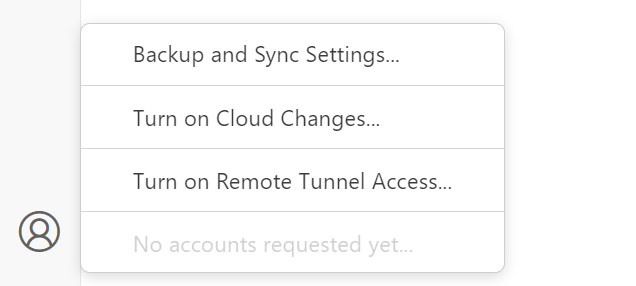 Backup and Sync Settings...
Turn on Cloud Changes...
Turn on Remote Tunnel Access...
No accounts requested yet...